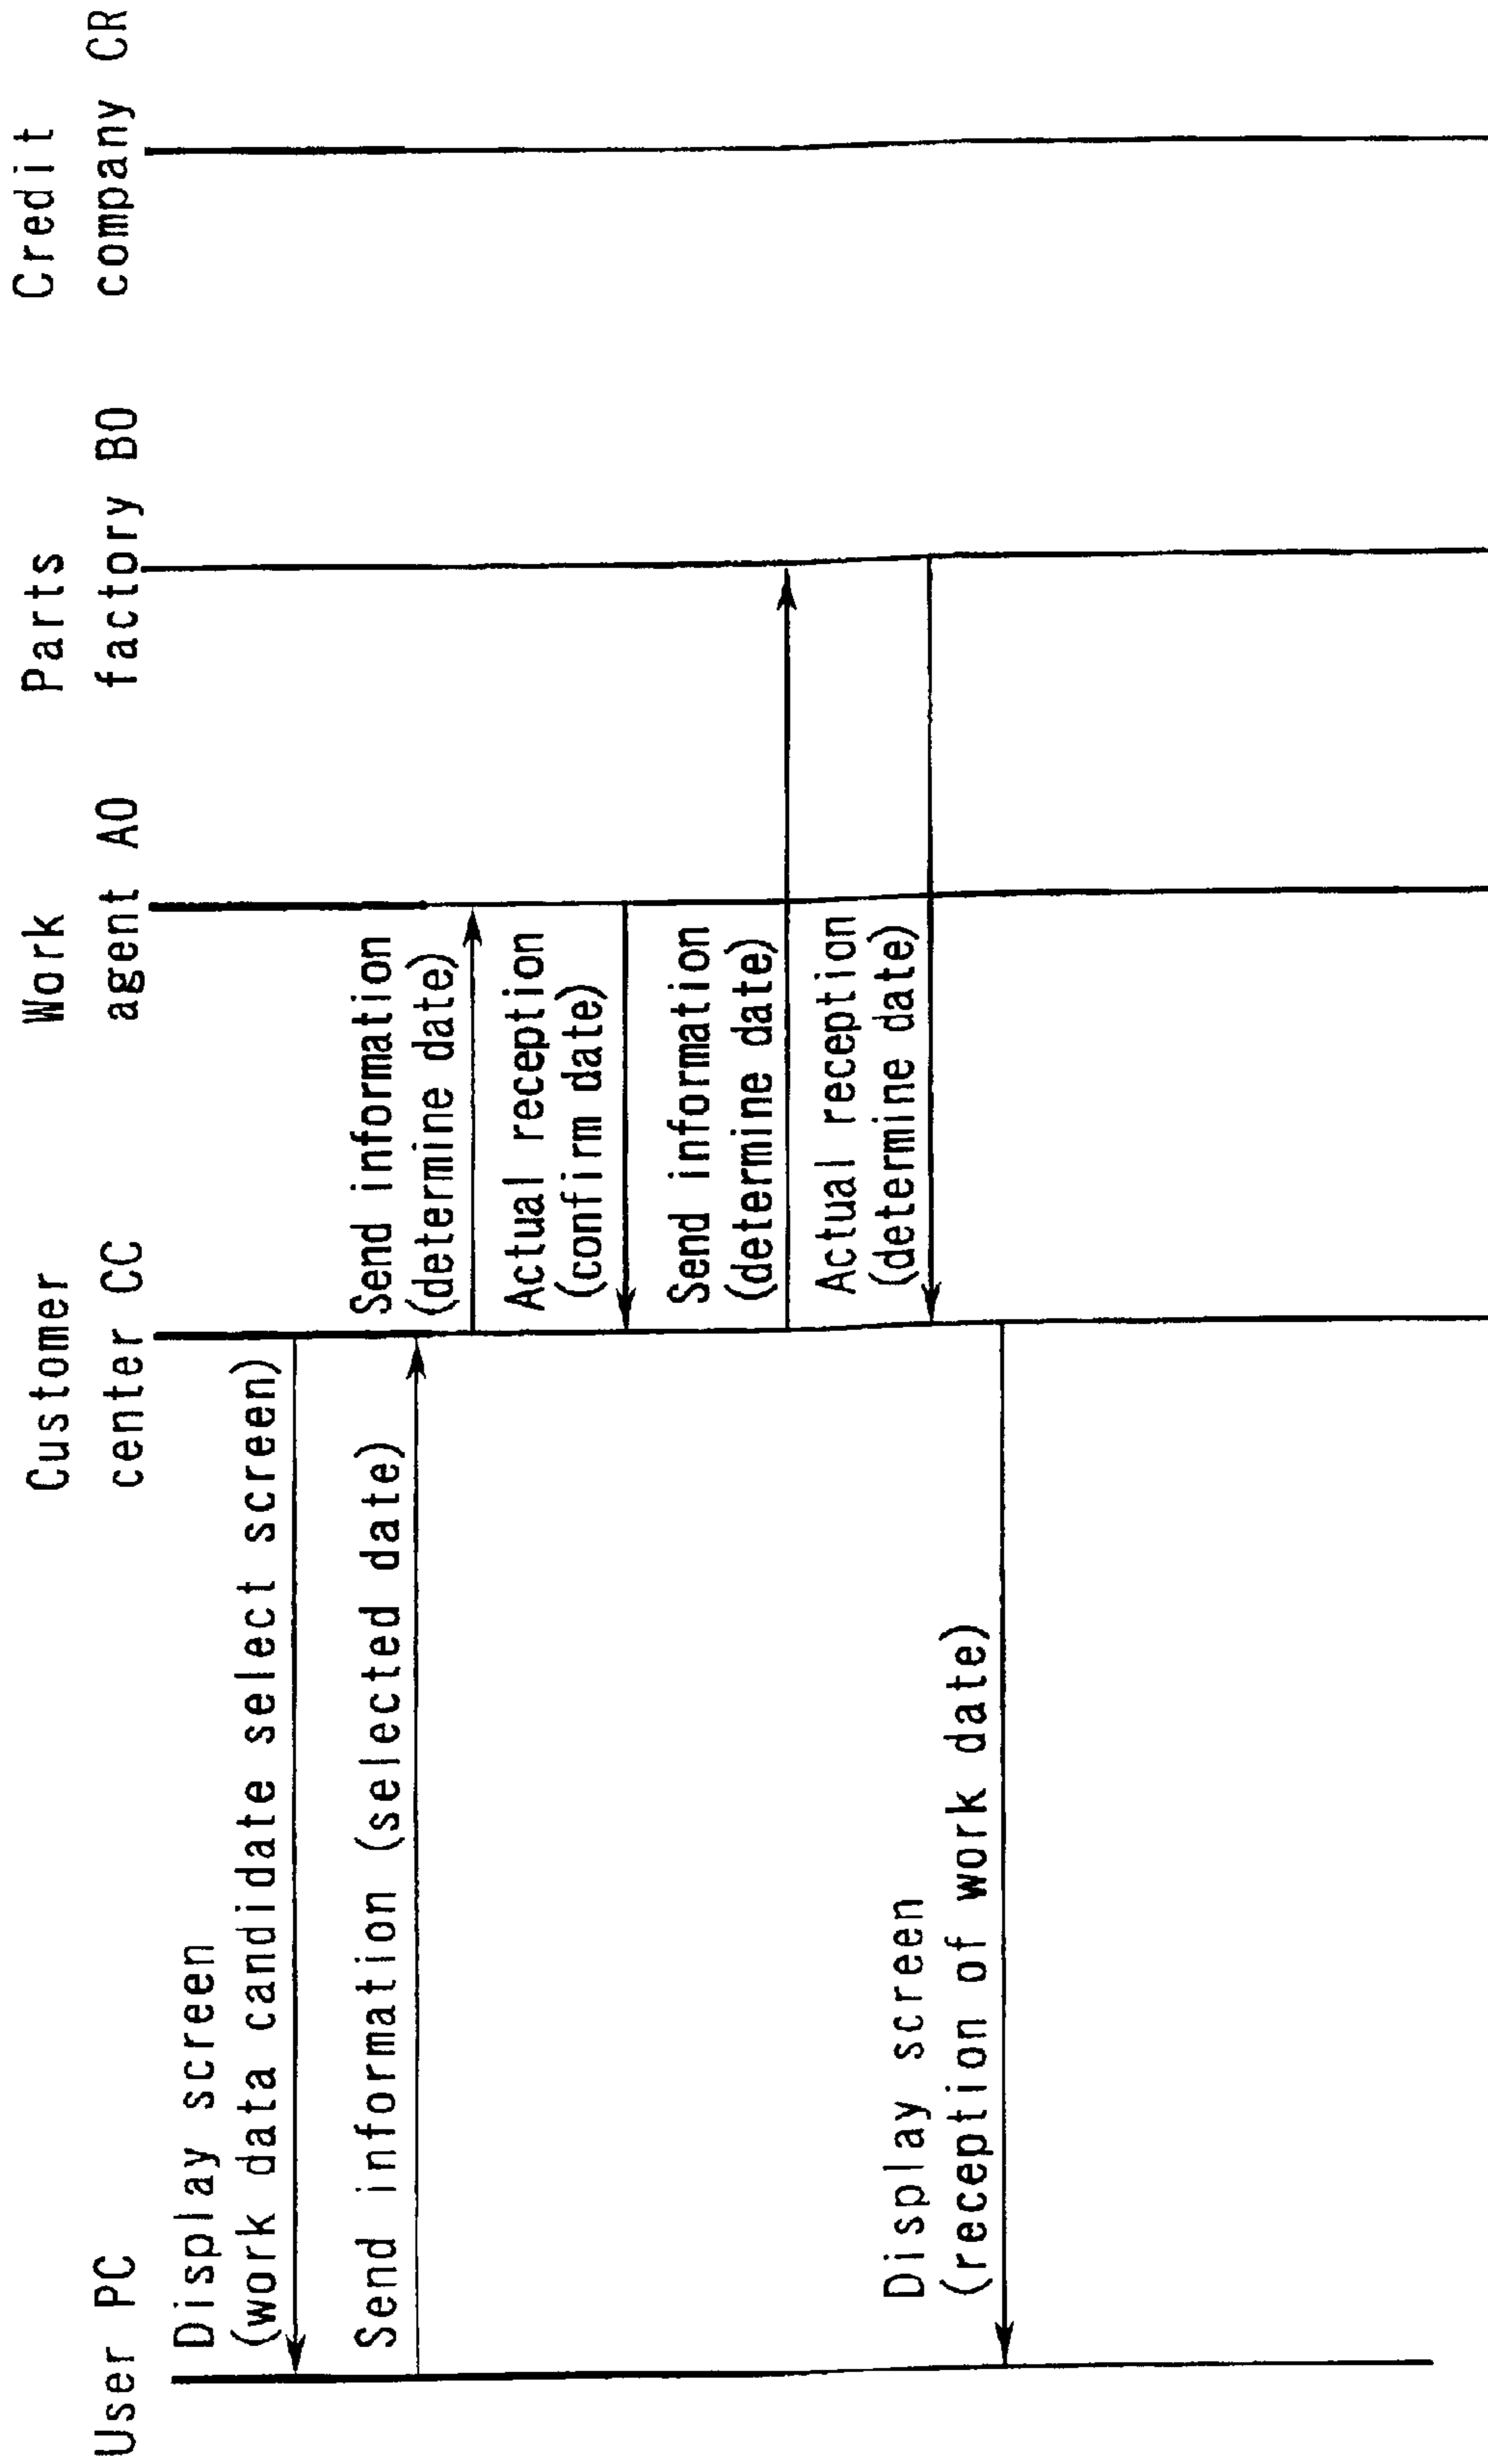 User PC
Customer
center CC
Work
agent A0
Parts
factory B0
Credit
company CR
Display screen
(work data candidate select screen)
Send information (selected date)
Send information
(determine date)
Actual reception
(confirm date)
Send information
(determine date)
Actual reception
(determine date)
Display screen
(reception of work date)